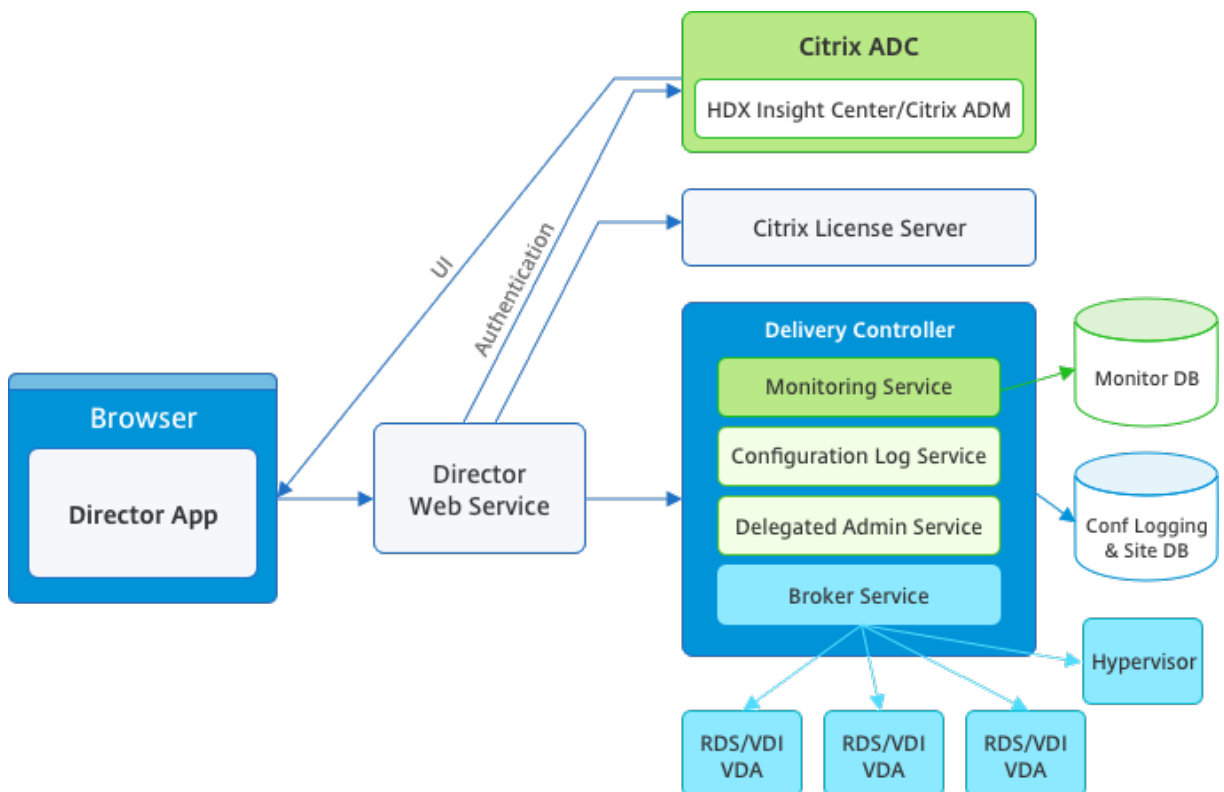 Citrix ADC
HDX Insight Center/Citrix ADM
UI
Authentication
Citrix License Server
Delivery Controller
Monitoring Service
Monitor DB
Browser
Director App
Director
Web Service
Configuration Log Service
Delegated Admin Service
Conf Logging
& Site DB
Broker Service
Hypervisor
RDS/VDI
VDA
RDS/VDI
VDA
RDS/VDI
VDA